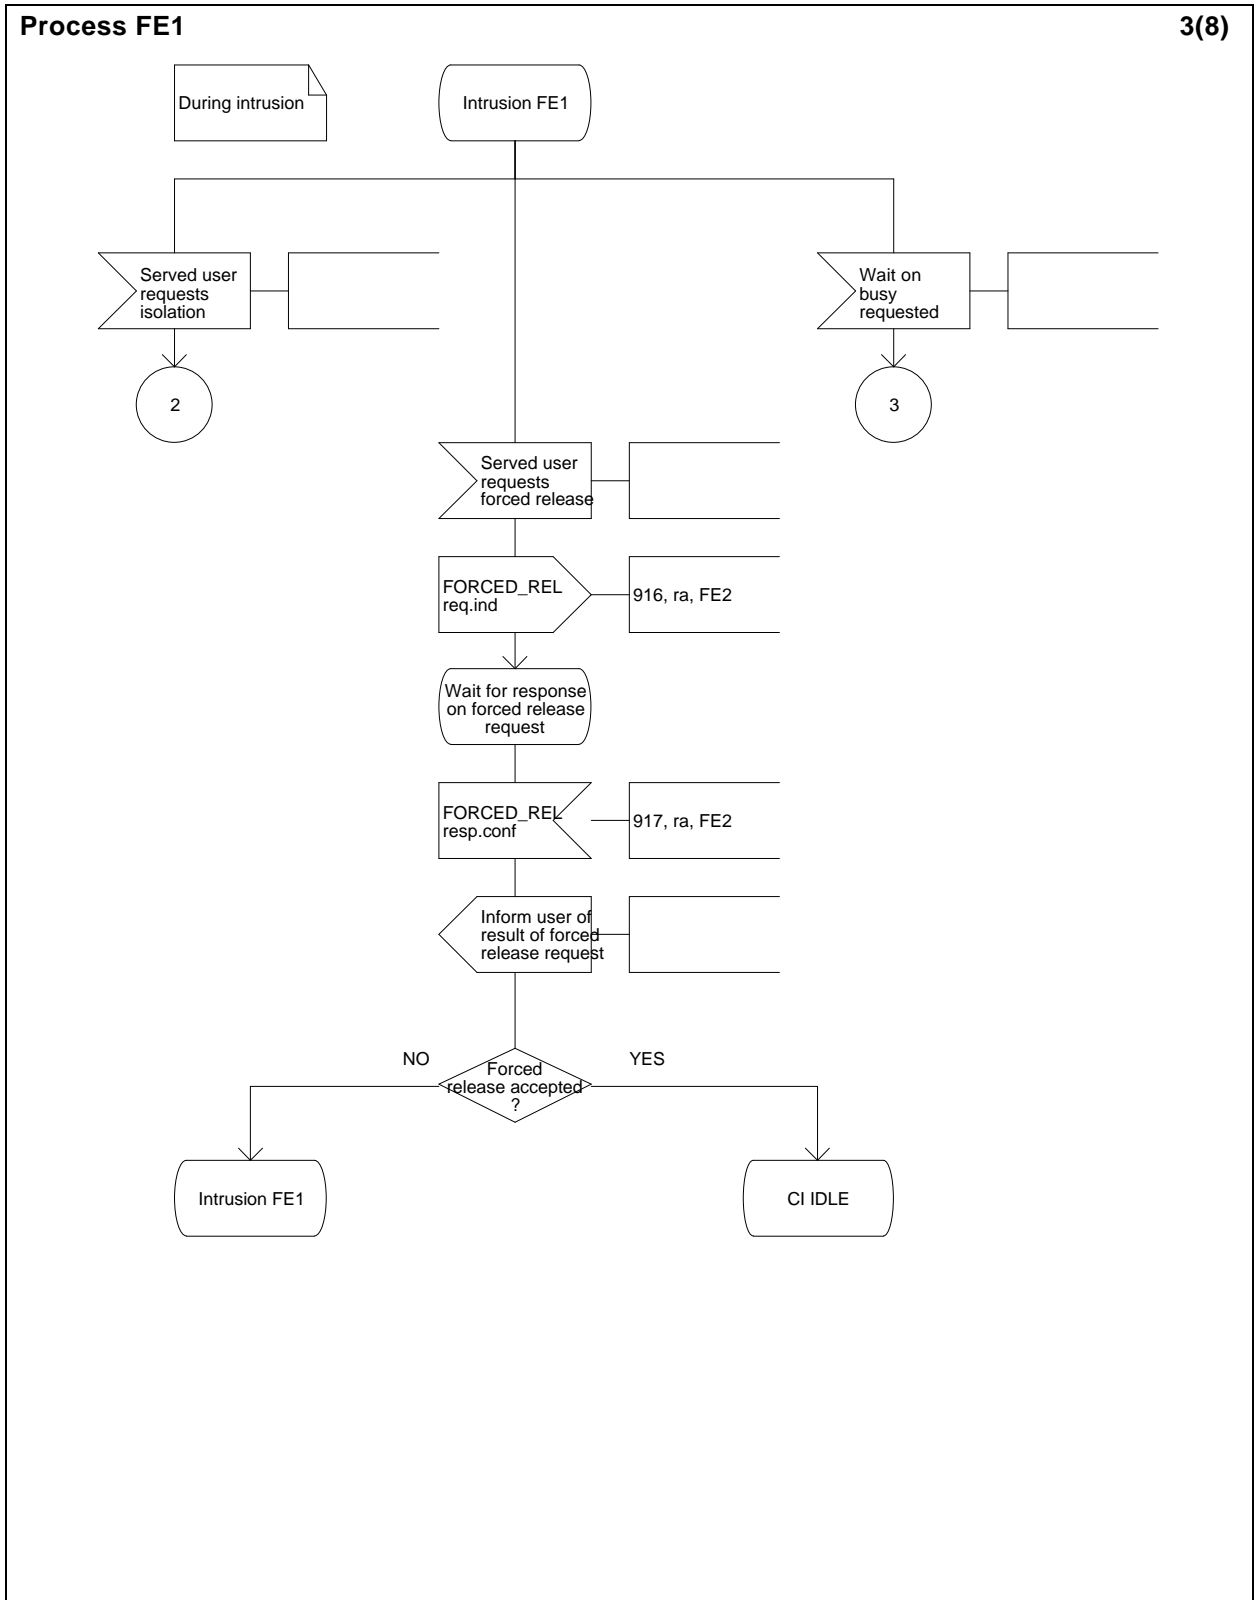 Process FE1
3(8)
During intrusion
Intrusion FE1
Served user
requests
isolation
Wait on
busy
requested
2
3
Served user
requests
forced release
FORCED_REL
req.ind
916, ra, FE2
Wait for response
on forced release
request
FORCED_REL
resp.conf
917, ra, FE2
Inform user of
result of forced
release request
NO
YES
Forced
release accepted
?
Intrusion FE1
CI IDLE